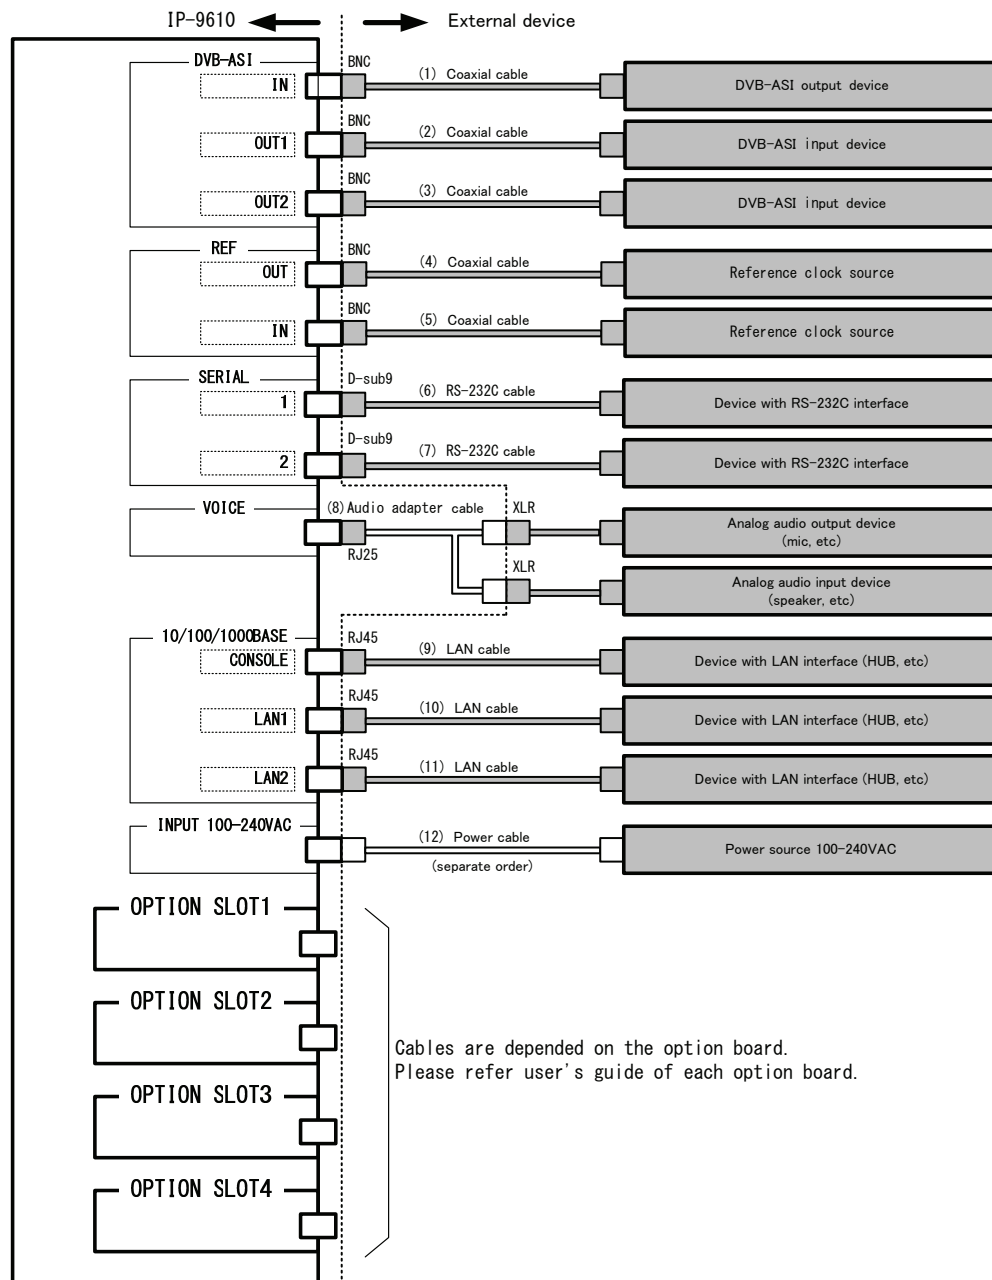 IP-9610 External device
DVB-ASI BNC
IN (1) Coaxial cable DVB-ASI output device
BNC
OUT1 (2) Coaxial cable DVB-ASI input device
BNC
OUT2 (3) Coaxial cable DVB-ASI input device
REF BNC
OUT (4) Coaxial cable Reference clock source
BNC
IN (5) Coaxial cable Reference clock source
SERIAL D-sub9
1 (6) RS-232C cable Device with RS-232C interface
D-sub9
2 (7) RS-232C cable Device with RS-232C interface
VOICE (8)Audio adapter cable XLR
Analog audio output device
(mic, etc)
RJ25
XLR
Analog audio input device
(speaker, etc)
10/100/1000BASE RJ45
CONSOLE (9) LAN cable Device with LAN interface (HUB, etc)
RJ45
LAN1 (10) LAN cable Device with LAN interface (HUB, etc)
RJ45
LAN2 (11) LAN cable Device with LAN interface (HUB, etc)
INPUT 100-240VAC (12) Power cable Power source 100-240VAC
(separate order)
OPTION SLOT1
OPTION SLOT2
Cables are depended on the option board.
Please refer user's guide of each option board.
OPTION SLOT3
OPTION SLOT4